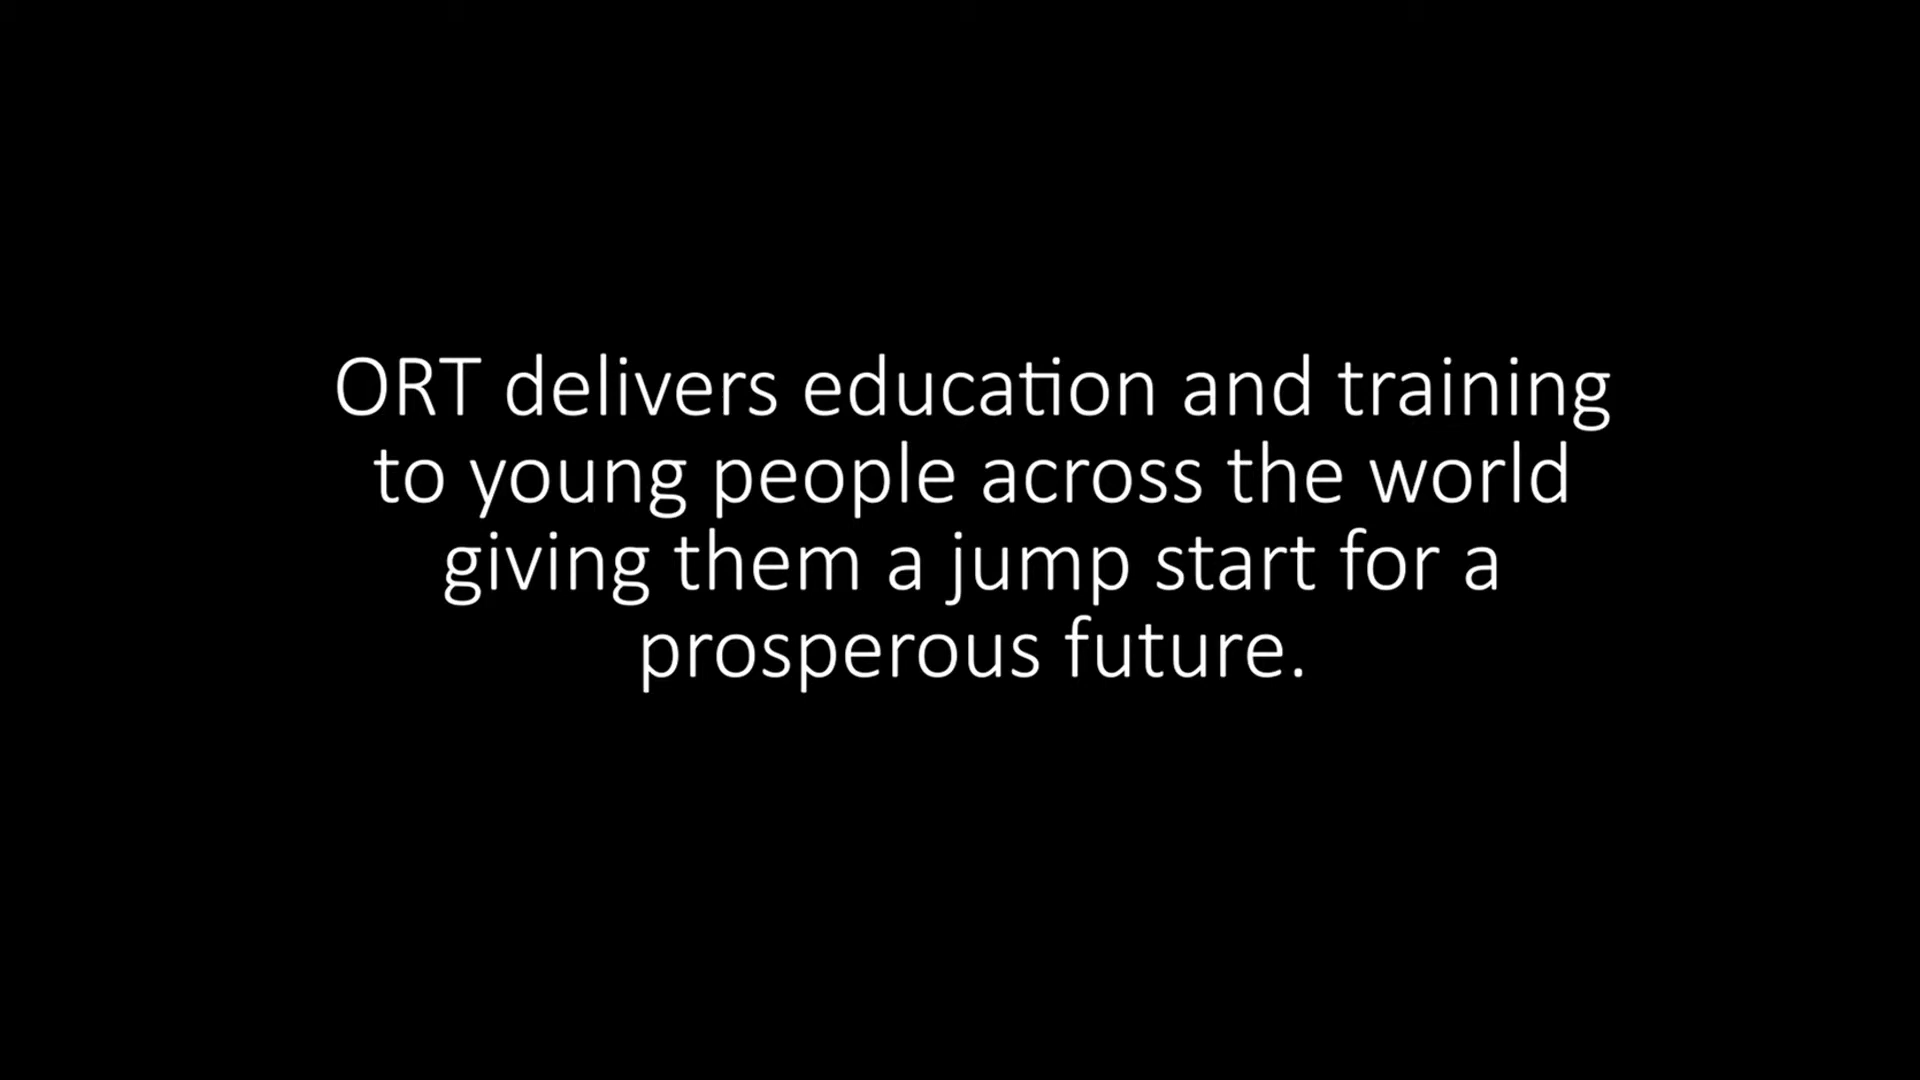 ORT delivers education and training
to young people across the world
giving them a jump start for a
prosperous future.